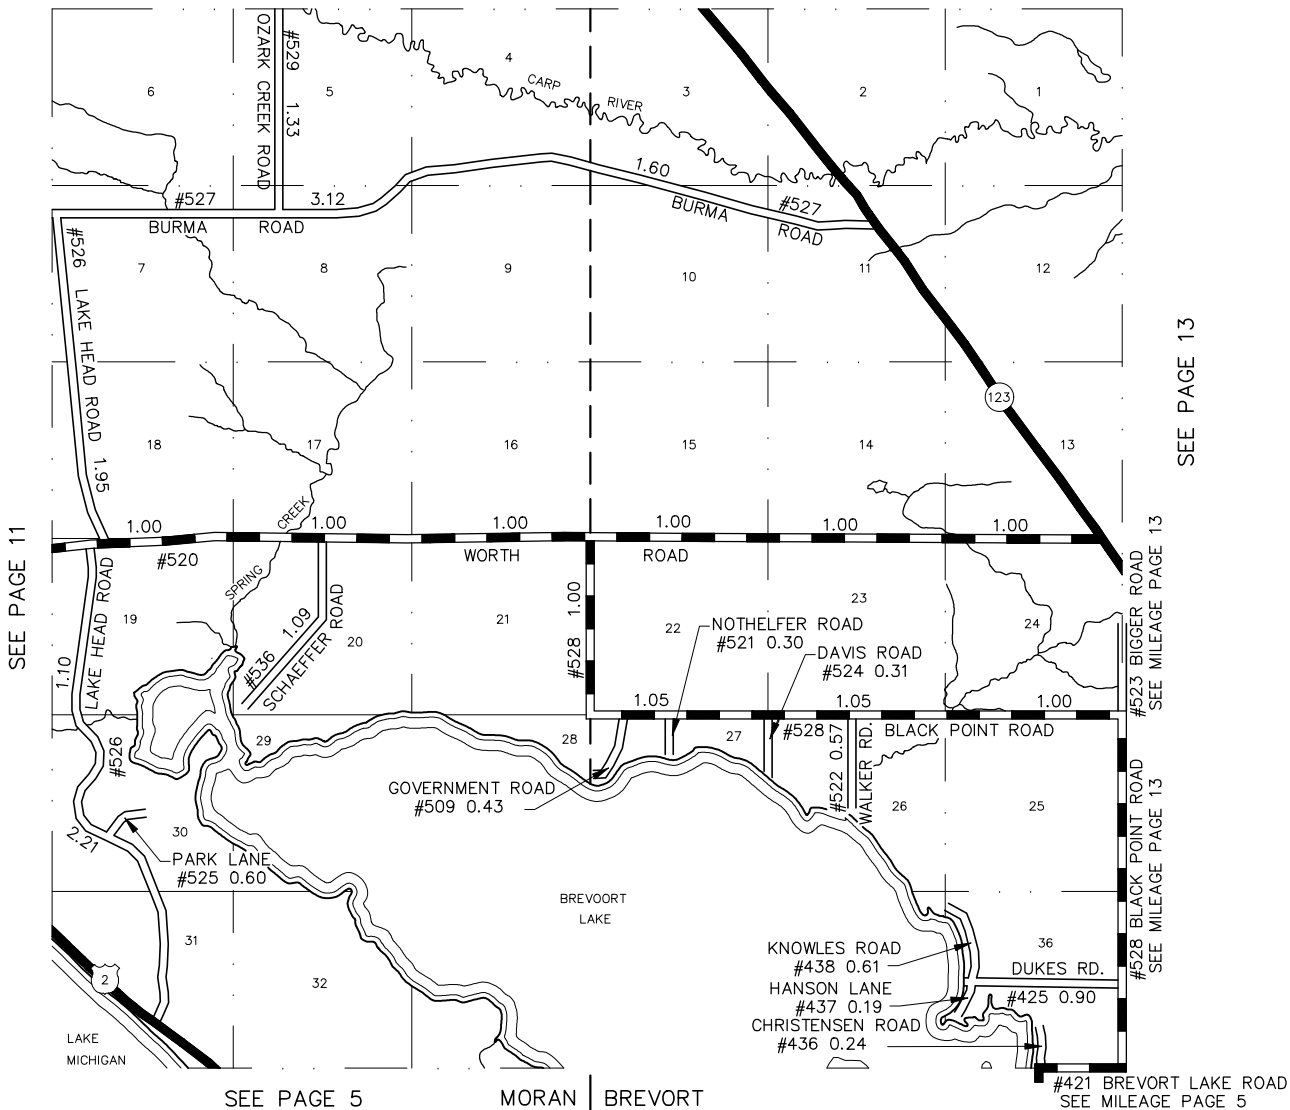 4
CARP
RIVER
6
5
3
2
1
#529 1.33
OZARK CREEK ROAD
1.60
#527 3.12
BURMA ROAD
#527
BURMA ROAD
#526 LAKE HEAD ROAD 1.95
7
8
9
10
11
12
SEE PAGE 13
123
18
17
16
15
14
13
CREEK
SPRING
SEE PAGE 11
1.00 1.00 1.00 1.00 1.00 1.00
#520
WORTH ROAD
#523 BIGGER ROAD
SEE MILEAGE PAGE 13
19
20
21
22
23
24
LAKE HEAD ROAD
1.10
#536 1.09
SCHAEFFER ROAD
#528 1.00
NOTHELFER ROAD
#521 0.30
DAVIS ROAD
#524 0.31
1.05 1.05 1.00
#528 BLACK POINT ROAD
#526
29
28
27
26
25
30
GOVERNMENT ROAD
#509 0.43
#522 0.57
WALKER RD.
#528 BLACK POINT ROAD
SEE MILEAGE PAGE 13
2.21
PARK LANE
#525 0.60
BREVOORT
LAKE
31
32
36
2
KNOWLES ROAD
#438 0.61
HANSON LANE
#437 0.19
CHRISTENSEN ROAD
#436 0.24
DUKES RD.
#425 0.90
LAKE
MICHIGAN
SEE PAGE 5
MORAN BREVORT
#421 BREVORT LAKE ROAD
SEE MILEAGE PAGE 5